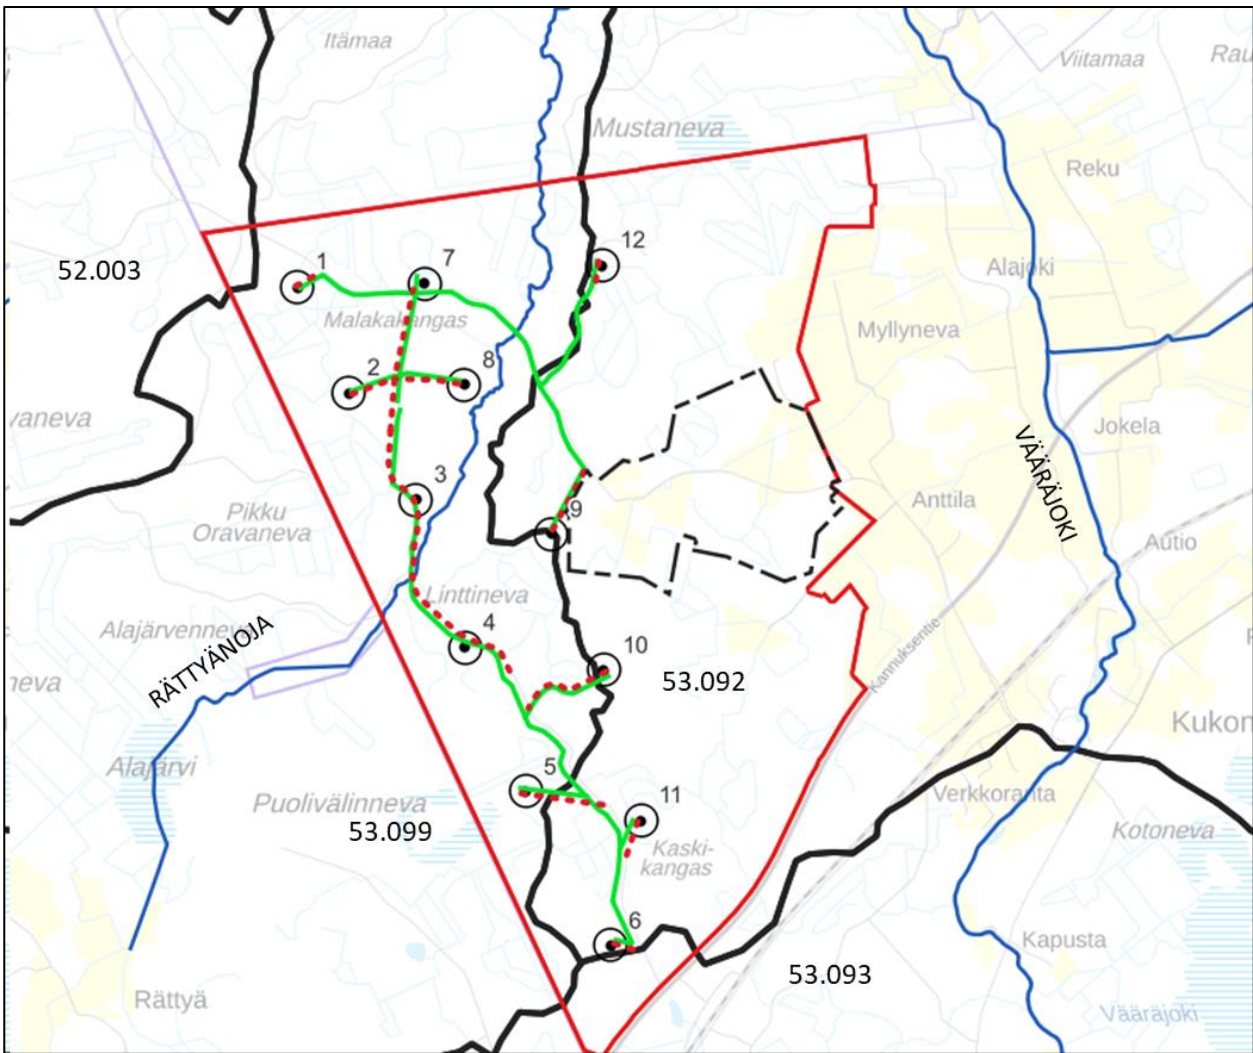 Itämaa
Viitamaa
Rau
Mustaneva
Reku
12
1
7
52.003
Alajoki
Malakakangas
Myllyneva
2
8
vaneva
Jokela
VÄÄRÄJOKI
3
Anttila
9
Pikku
Oravaneva
Autio
Linttineva
4
Alajärvenneva
RÄTTYÄNOJA
10
neva
53.092
Kannuksentie
Kukon
Alajärvi
5
11
Verkkoranta
Puolivälinneva
53.099
Kotoneva
Kaski-
kangas
6
Kapusta
53.093
Rättyä
Vääräjoki